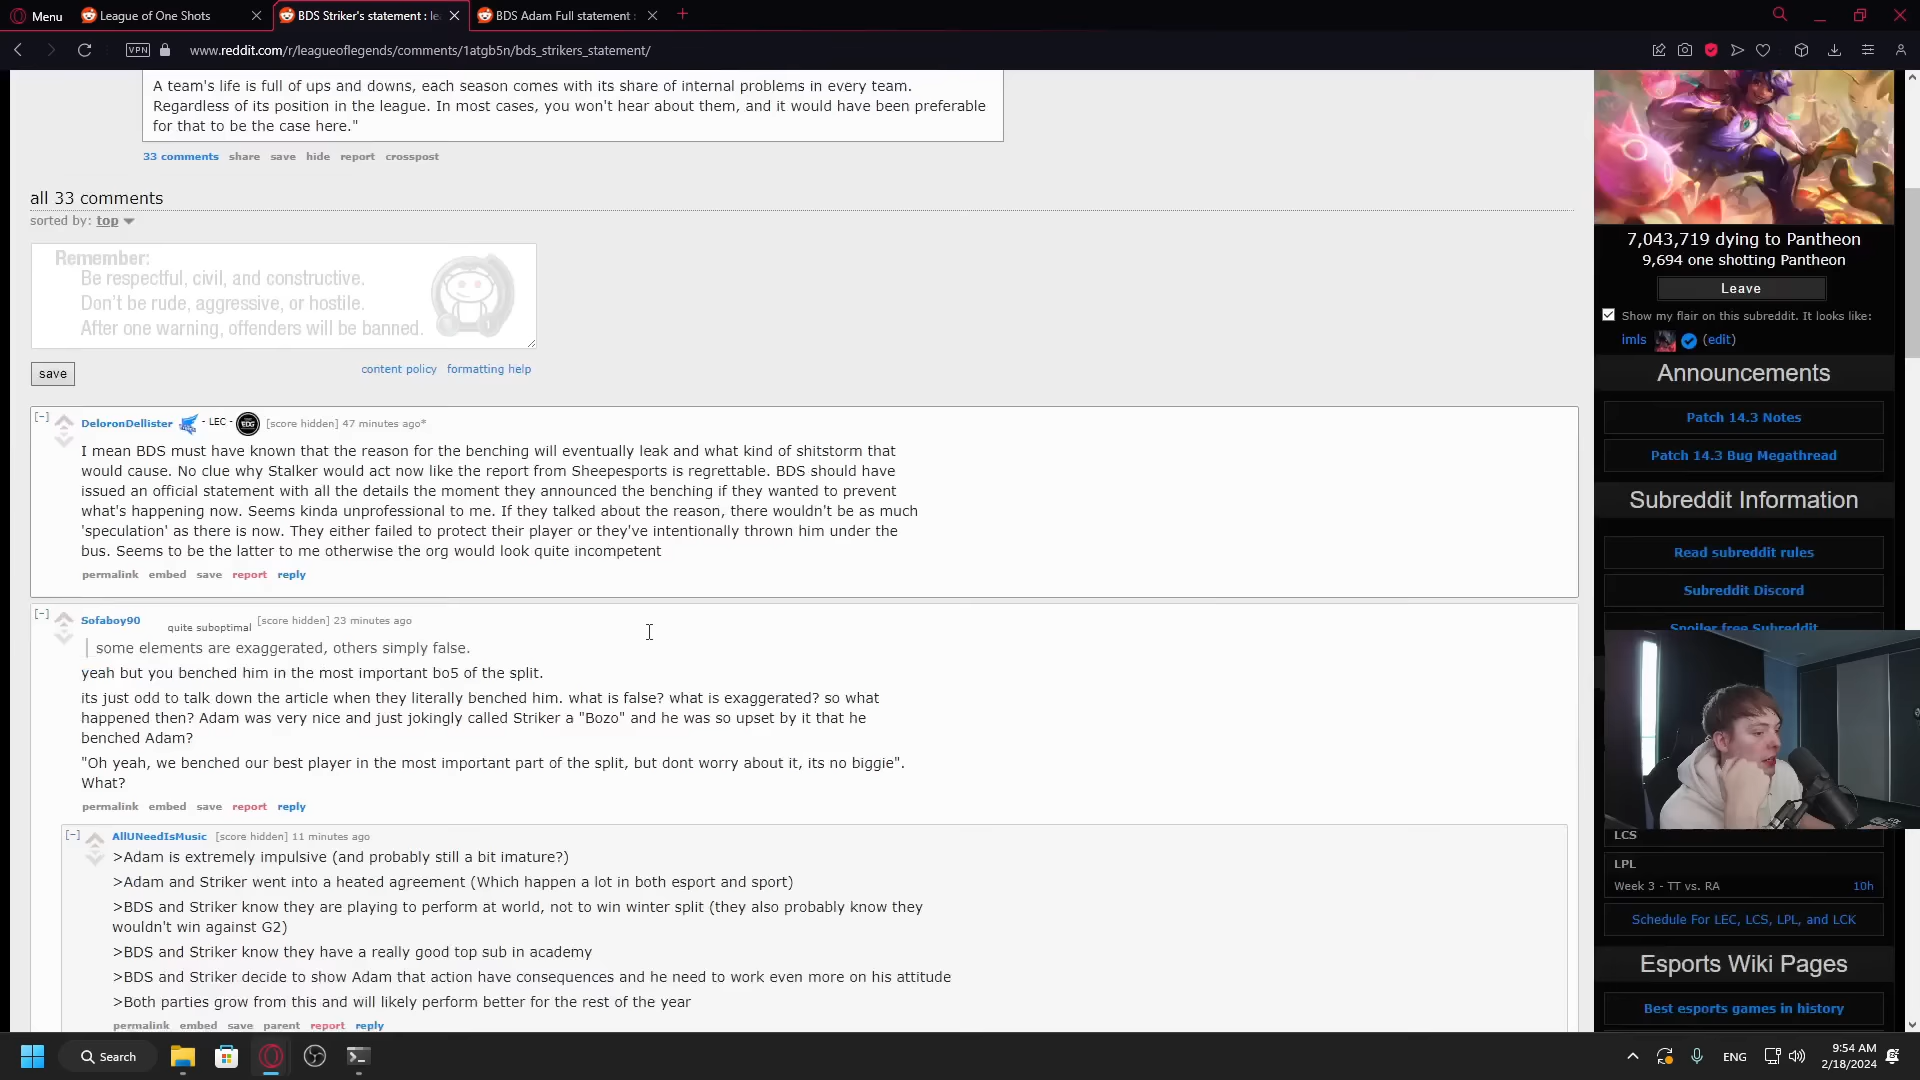 Menu
League of One Shots
BDS Striker's statement : le
BDS Adam Full statement :
VPN
www.reddit.com/r/leagueoflegends/comments/1atgb5n/bds_strikers_statement/
A team's life is full of ups and downs, each season comes with its share of internal problems in every team.
Regardless of its position in the league. In most cases, you won't hear about them, and it would have been preferable
for that to be the case here."
33 comments share save hide report crosspost
all 33 comments
sorted by: top
Remember:
Be respectful, civil, and constructive.
Don't be rude, aggressive, or hostile.
After one warning, offenders will be banned.
save
content policy formatting help
[-] DeloronDellister - LEC - EDG [score hidden] 47 minutes ago*
I mean BDS must have known that the reason for the benching will eventually leak and what kind of shitstorm that
would cause. No clue why Stalker would act now like the report from Sheepesports is regrettable. BDS should have
issued an official statement with all the details the moment they announced the benching if they wanted to prevent
what's happening now. Seems kinda unprofessional to me. If they talked about the reason, there wouldn't be as much
'speculation' as there is now. They either failed to protect their player or they've intentionally thrown him under the
bus. Seems to be the latter to me otherwise the org would look quite incompetent
permalink embed save report reply
[-] Sofaboy90 quite suboptimal [score hidden] 23 minutes ago
some elements are exaggerated, others simply false.
yeah but you benched him in the most important bo5 of the split.
its just odd to talk down the article when they literally benched him. what is false? what is exaggerated? so what
happened then? Adam was very nice and just jokingly called Striker a "Bozo" and he was so upset by it that he
benched Adam?
"Oh yeah, we benched our best player in the most important part of the split, but dont worry about it, its no biggie".
What?
permalink embed save report reply
[-] AllUNeedIsMusic [score hidden] 11 minutes ago
>Adam is extremely impulsive (and probably still a bit imature?)
>Adam and Striker went into a heated agreement (Which happen a lot in both esport and sport)
>BDS and Striker know they are playing to perform at world, not to win winter split (they also probably know they
wouldn't win against G2)
>BDS and Striker know they have a really good top sub in academy
>BDS and Striker decide to show Adam that action have consequences and he need to work even more on his attitude
>Both parties grow from this and will likely perform better for the rest of the year
permalink embed save parent report reply
7,043,719 dying to Pantheon
9,694 one shotting Pantheon
Leave
Show my flair on this subreddit. It looks like:
imls (edit)
Announcements
Patch 14.3 Notes
Patch 14.3 Bug Megathread
Subreddit Information
Read subreddit rules
Subreddit Discord
Spoiler free Subreddit
LCS
LPL
Week 3 - TT vs. RA 10h
Schedule For LEC, LCS, LPL, and LCK
Esports Wiki Pages
Best esports games in history
Search
ENG
9:54 AM
2/18/2024